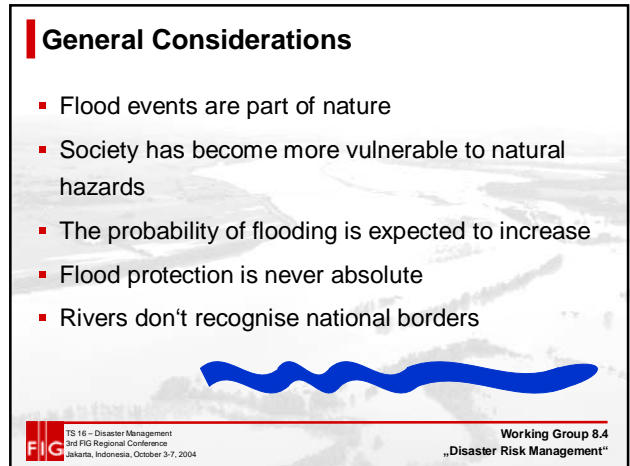 General Considerations
▪ Flood events are part of nature
▪ Society has become more vulnerable to natural
hazards
▪ The probability of flooding is expected to increase
▪ Flood protection is never absolute
▪ Rivers don‘t recognise national borders
FIG
TS 16 – Disaster Management
3rd FIG Regional Conference
Jakarta, Indonesia, October 3-7, 2004
Working Group 8.4
„Disaster Risk Management“